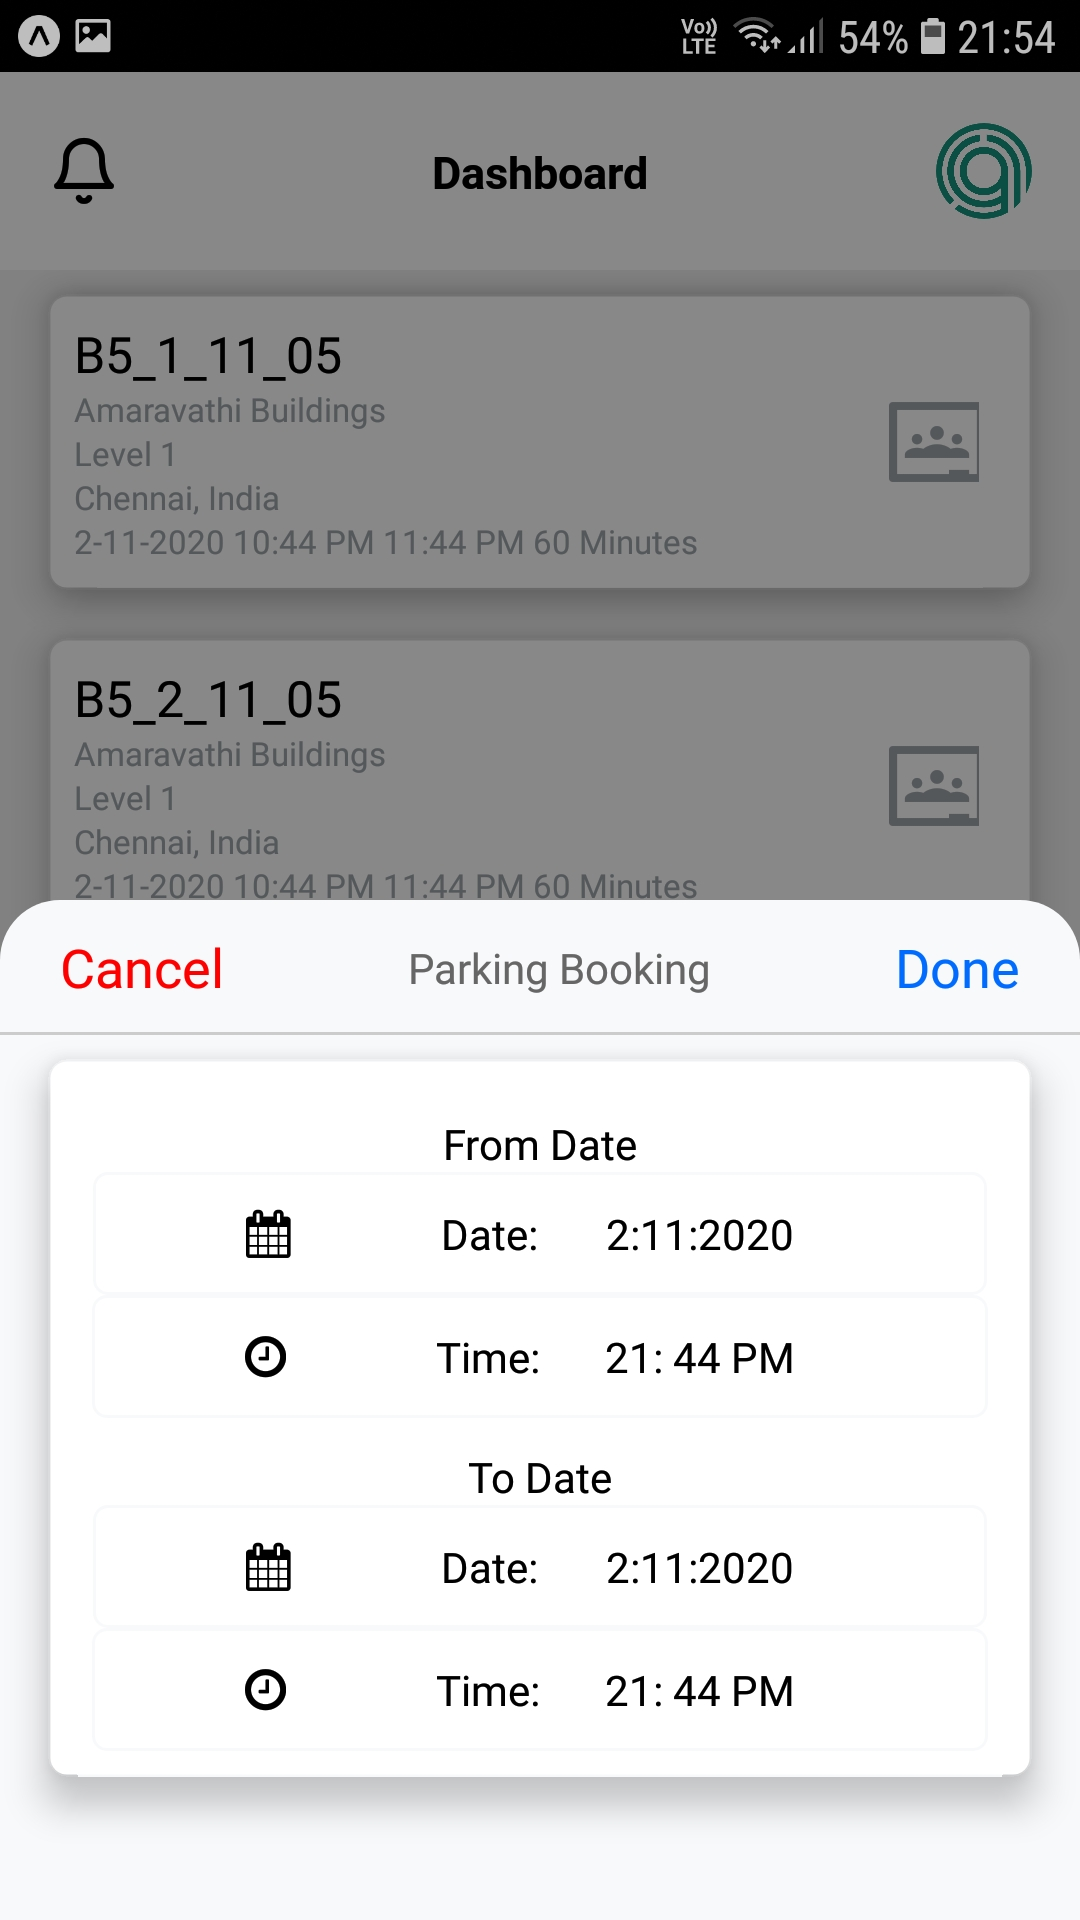 Vo)) LTE 54% 21:54
Dashboard
B5_1_11_05
Amaravathi Buildings
Level 1
Chennai, India
2-11-2020 10:44 PM 11:44 PM 60 Minutes
B5_2_11_05
Amaravathi Buildings
Level 1
Chennai, India
2-11-2020 10:44 PM 11:44 PM 60 Minutes
Cancel Parking Booking Done
From Date
Date: 2:11:2020
Time: 21: 44 PM
To Date
Date: 2:11:2020
Time: 21: 44 PM